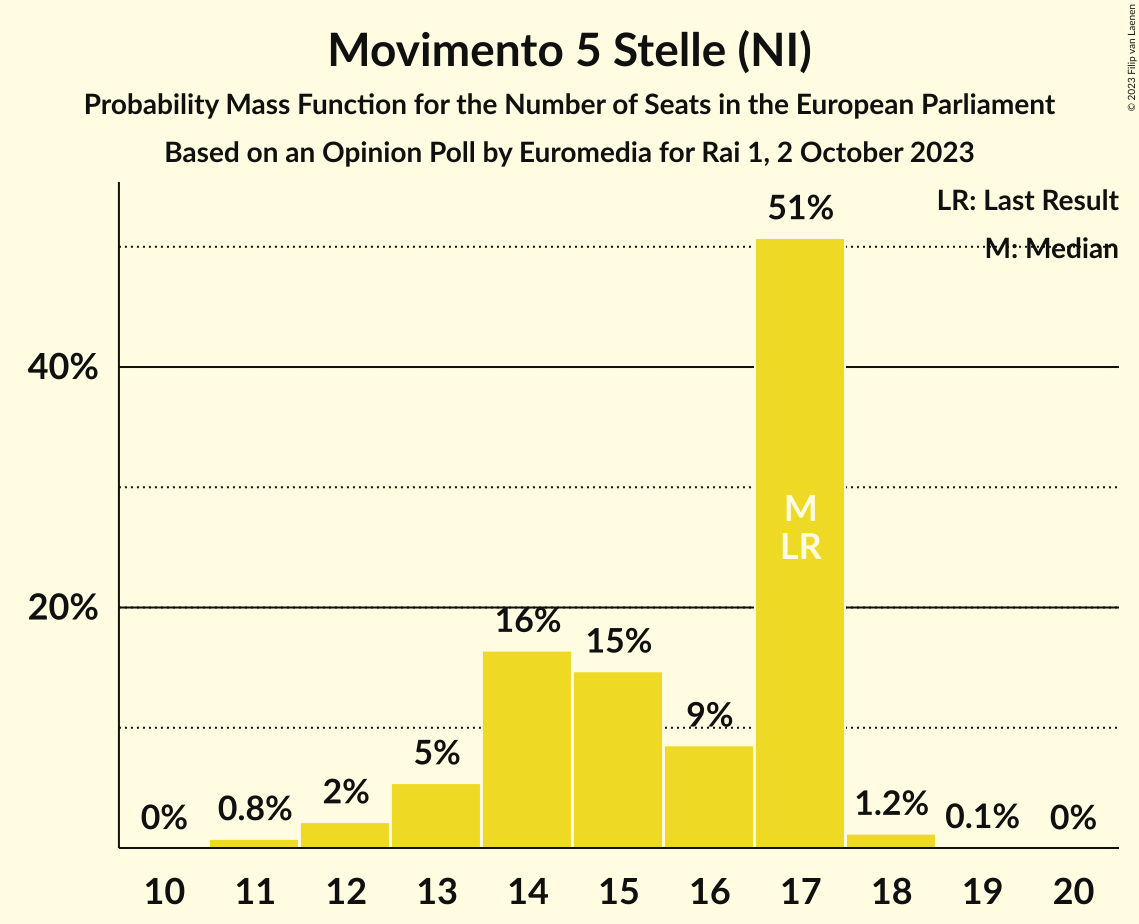 Movimento 5 Stelle (NI)
Probability Mass Function for the Number of Seats in the European Parliament
Based on an Opinion Poll by Euromedia for Rai 1, 2 October 2023
© 2023 Filip van Laenen
LR: Last Result
M: Median
51%
40%
M
LR
20%
16%
15%
9%
5%
2%
0.8%
0%
1.2%
0.1%
0%
10 11 12 13 14 15 16 17 18 19 20